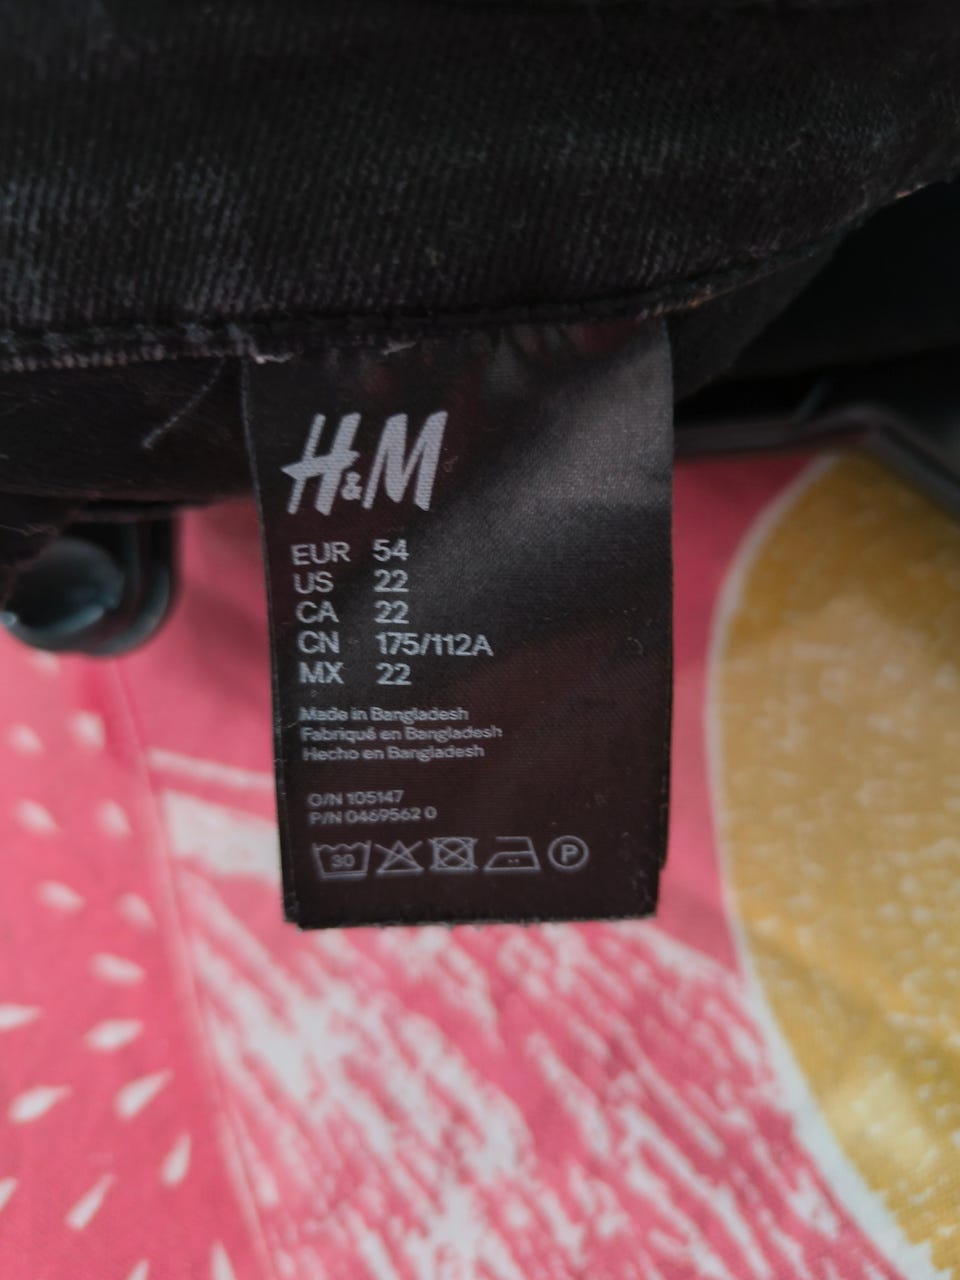 H&M
EUR 54
US 22
CA 22
CN 175/112A
MX 22
Made in Bangladesh
Fabriqué en Bangladesh
Hecho en Bangladesh
O/N 105147
P/N 0469562 0
30 P